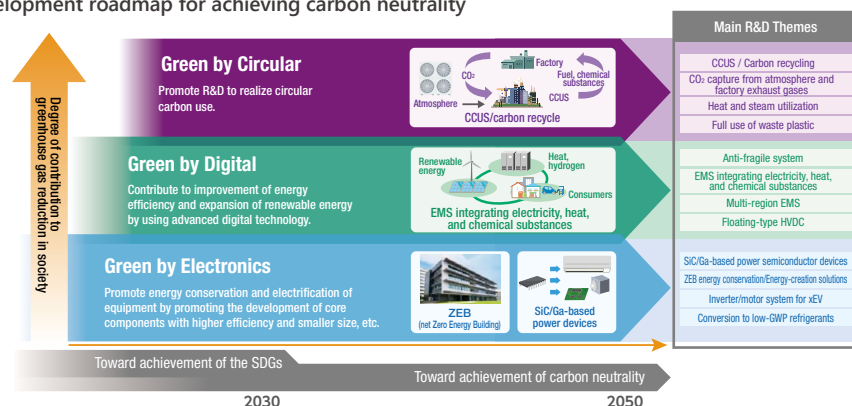 elopment roadmap for achieving carbon neutrality
Main R&D Themes
Degree of contribution to
greenhouse gas reduction in society
Green by Circular
Promote R&D to realize circular
carbon use.
Factory
CO₂
Fuel, chemical
substances
Atmosphere
CCUS
CCUS/carbon recycle
CCUS / Carbon recycling
CO₂ capture from atmosphere and
factory exhaust gases
Heat and steam utilization
Full use of waste plastic
Green by Digital
Contribute to improvement of energy
efficiency and expansion of renewable energy
by using advanced digital technology.
Renewable
energy
Heat,
hydrogen
Consumers
EMS integrating electricity, heat,
and chemical substances
Anti-fragile system
EMS integrating electricity, heat,
and chemical substances
Multi-region EMS
Floating-type HVDC
Green by Electronics
Promote energy conservation and electrification of
equipment by promoting the development of core
components with higher efficiency and smaller size, etc.
ZEB
(net Zero Energy Building)
SiC/Ga-based
power devices
SiC/Ga-based power semiconductor devices
ZEB energy conservation/Energy-creation solutions
Inverter/motor system for xEV
Conversion to low-GWP refrigerants
Toward achievement of the SDGs
Toward achievement of carbon neutrality
2030
2050